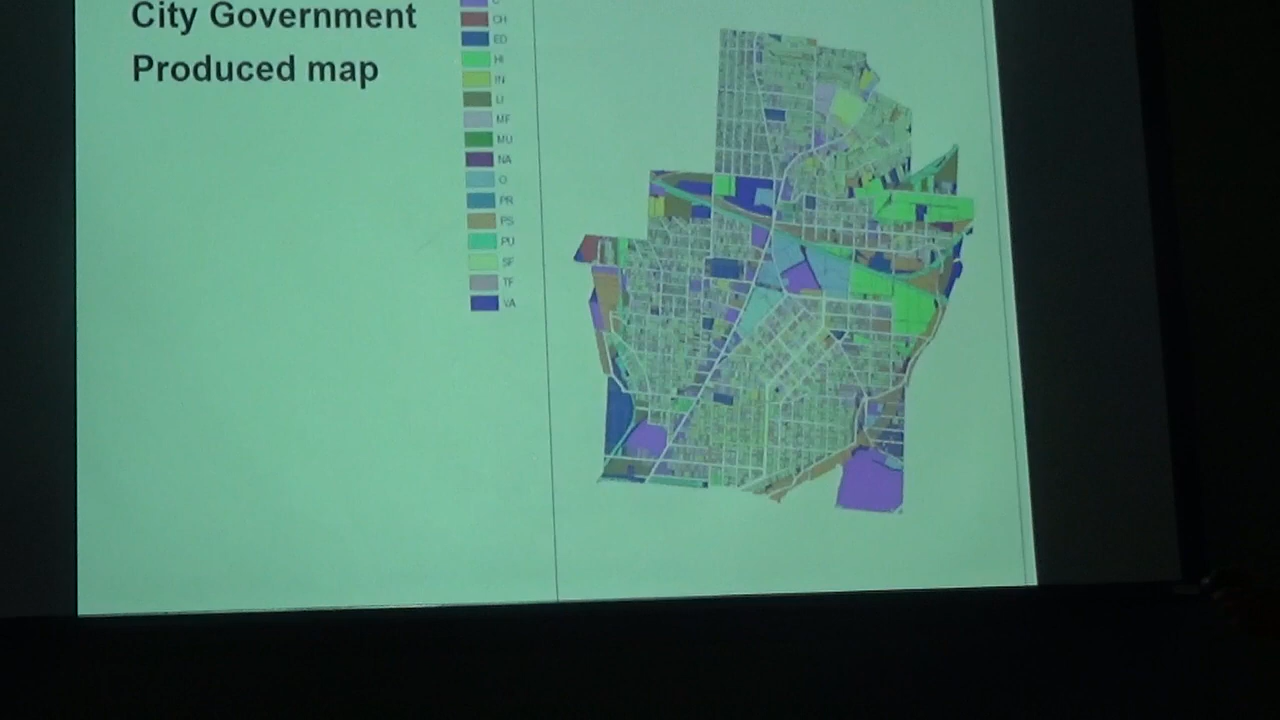 City Government
Produced map
C
CH
ED
HI
IN
LI
MF
MU
NA
O
PR
PS
PU
SF
TF
VA